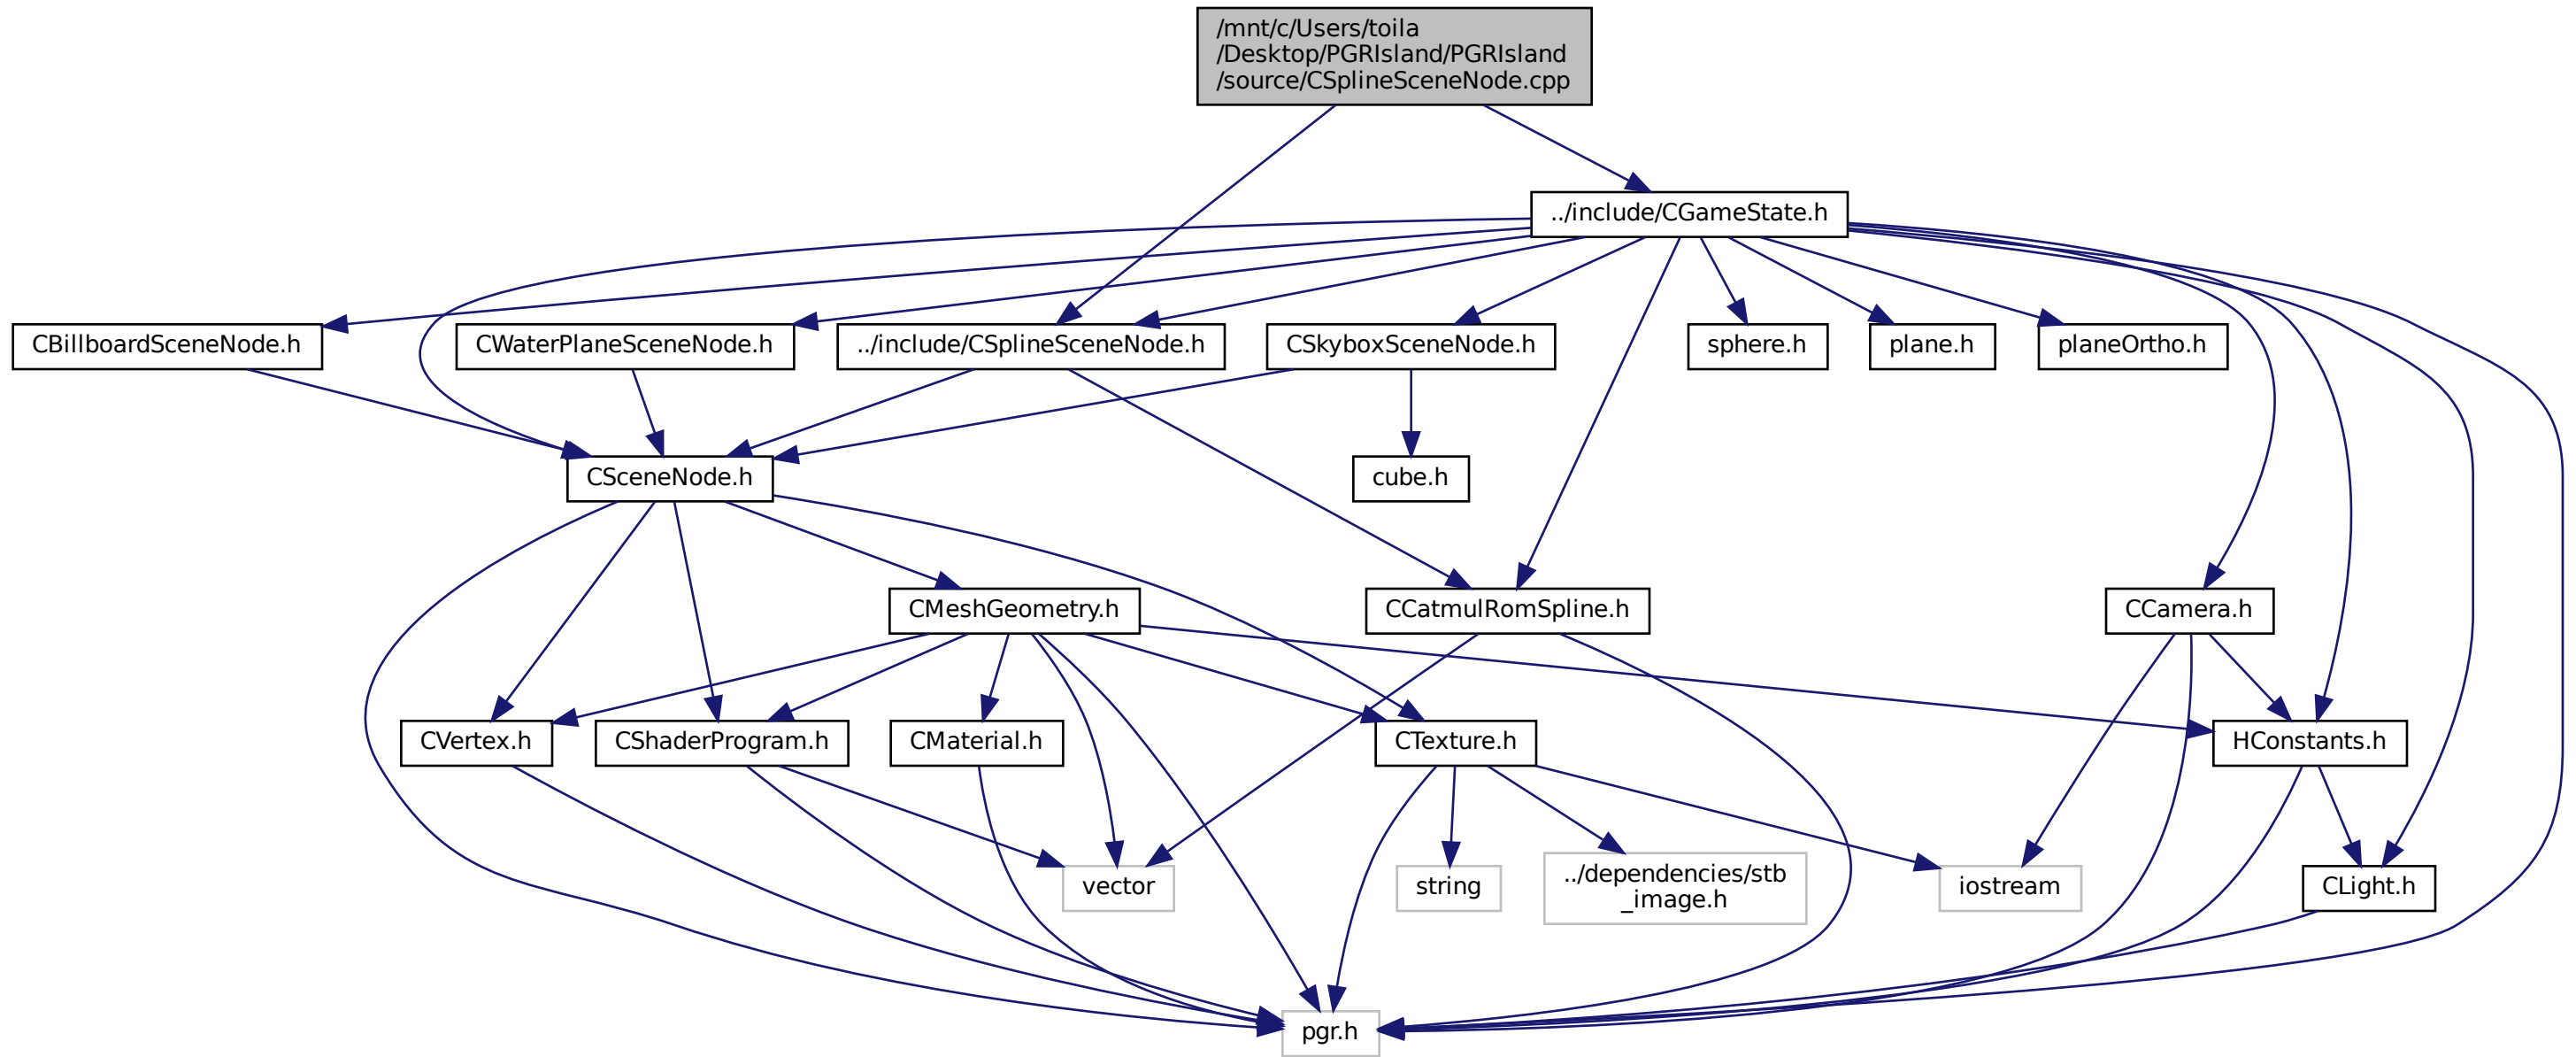 /mnt/c/Users/toila
/Desktop/PGRIsland/PGRIsland
/source/CSplineSceneNode.cpp
../include/CGameState.h
CBillboardSceneNode.h
CWaterPlaneSceneNode.h
../include/CSplineSceneNode.h
CSkyboxSceneNode.h
sphere.h
plane.h
planeOrtho.h
CSceneNode.h
cube.h
CMeshGeometry.h
CCatmulRomSpline.h
CCamera.h
CVertex.h
CShaderProgram.h
CMaterial.h
CTexture.h
HConstants.h
vector
string
../dependencies/stb
_image.h
iostream
CLight.h
pgr.h